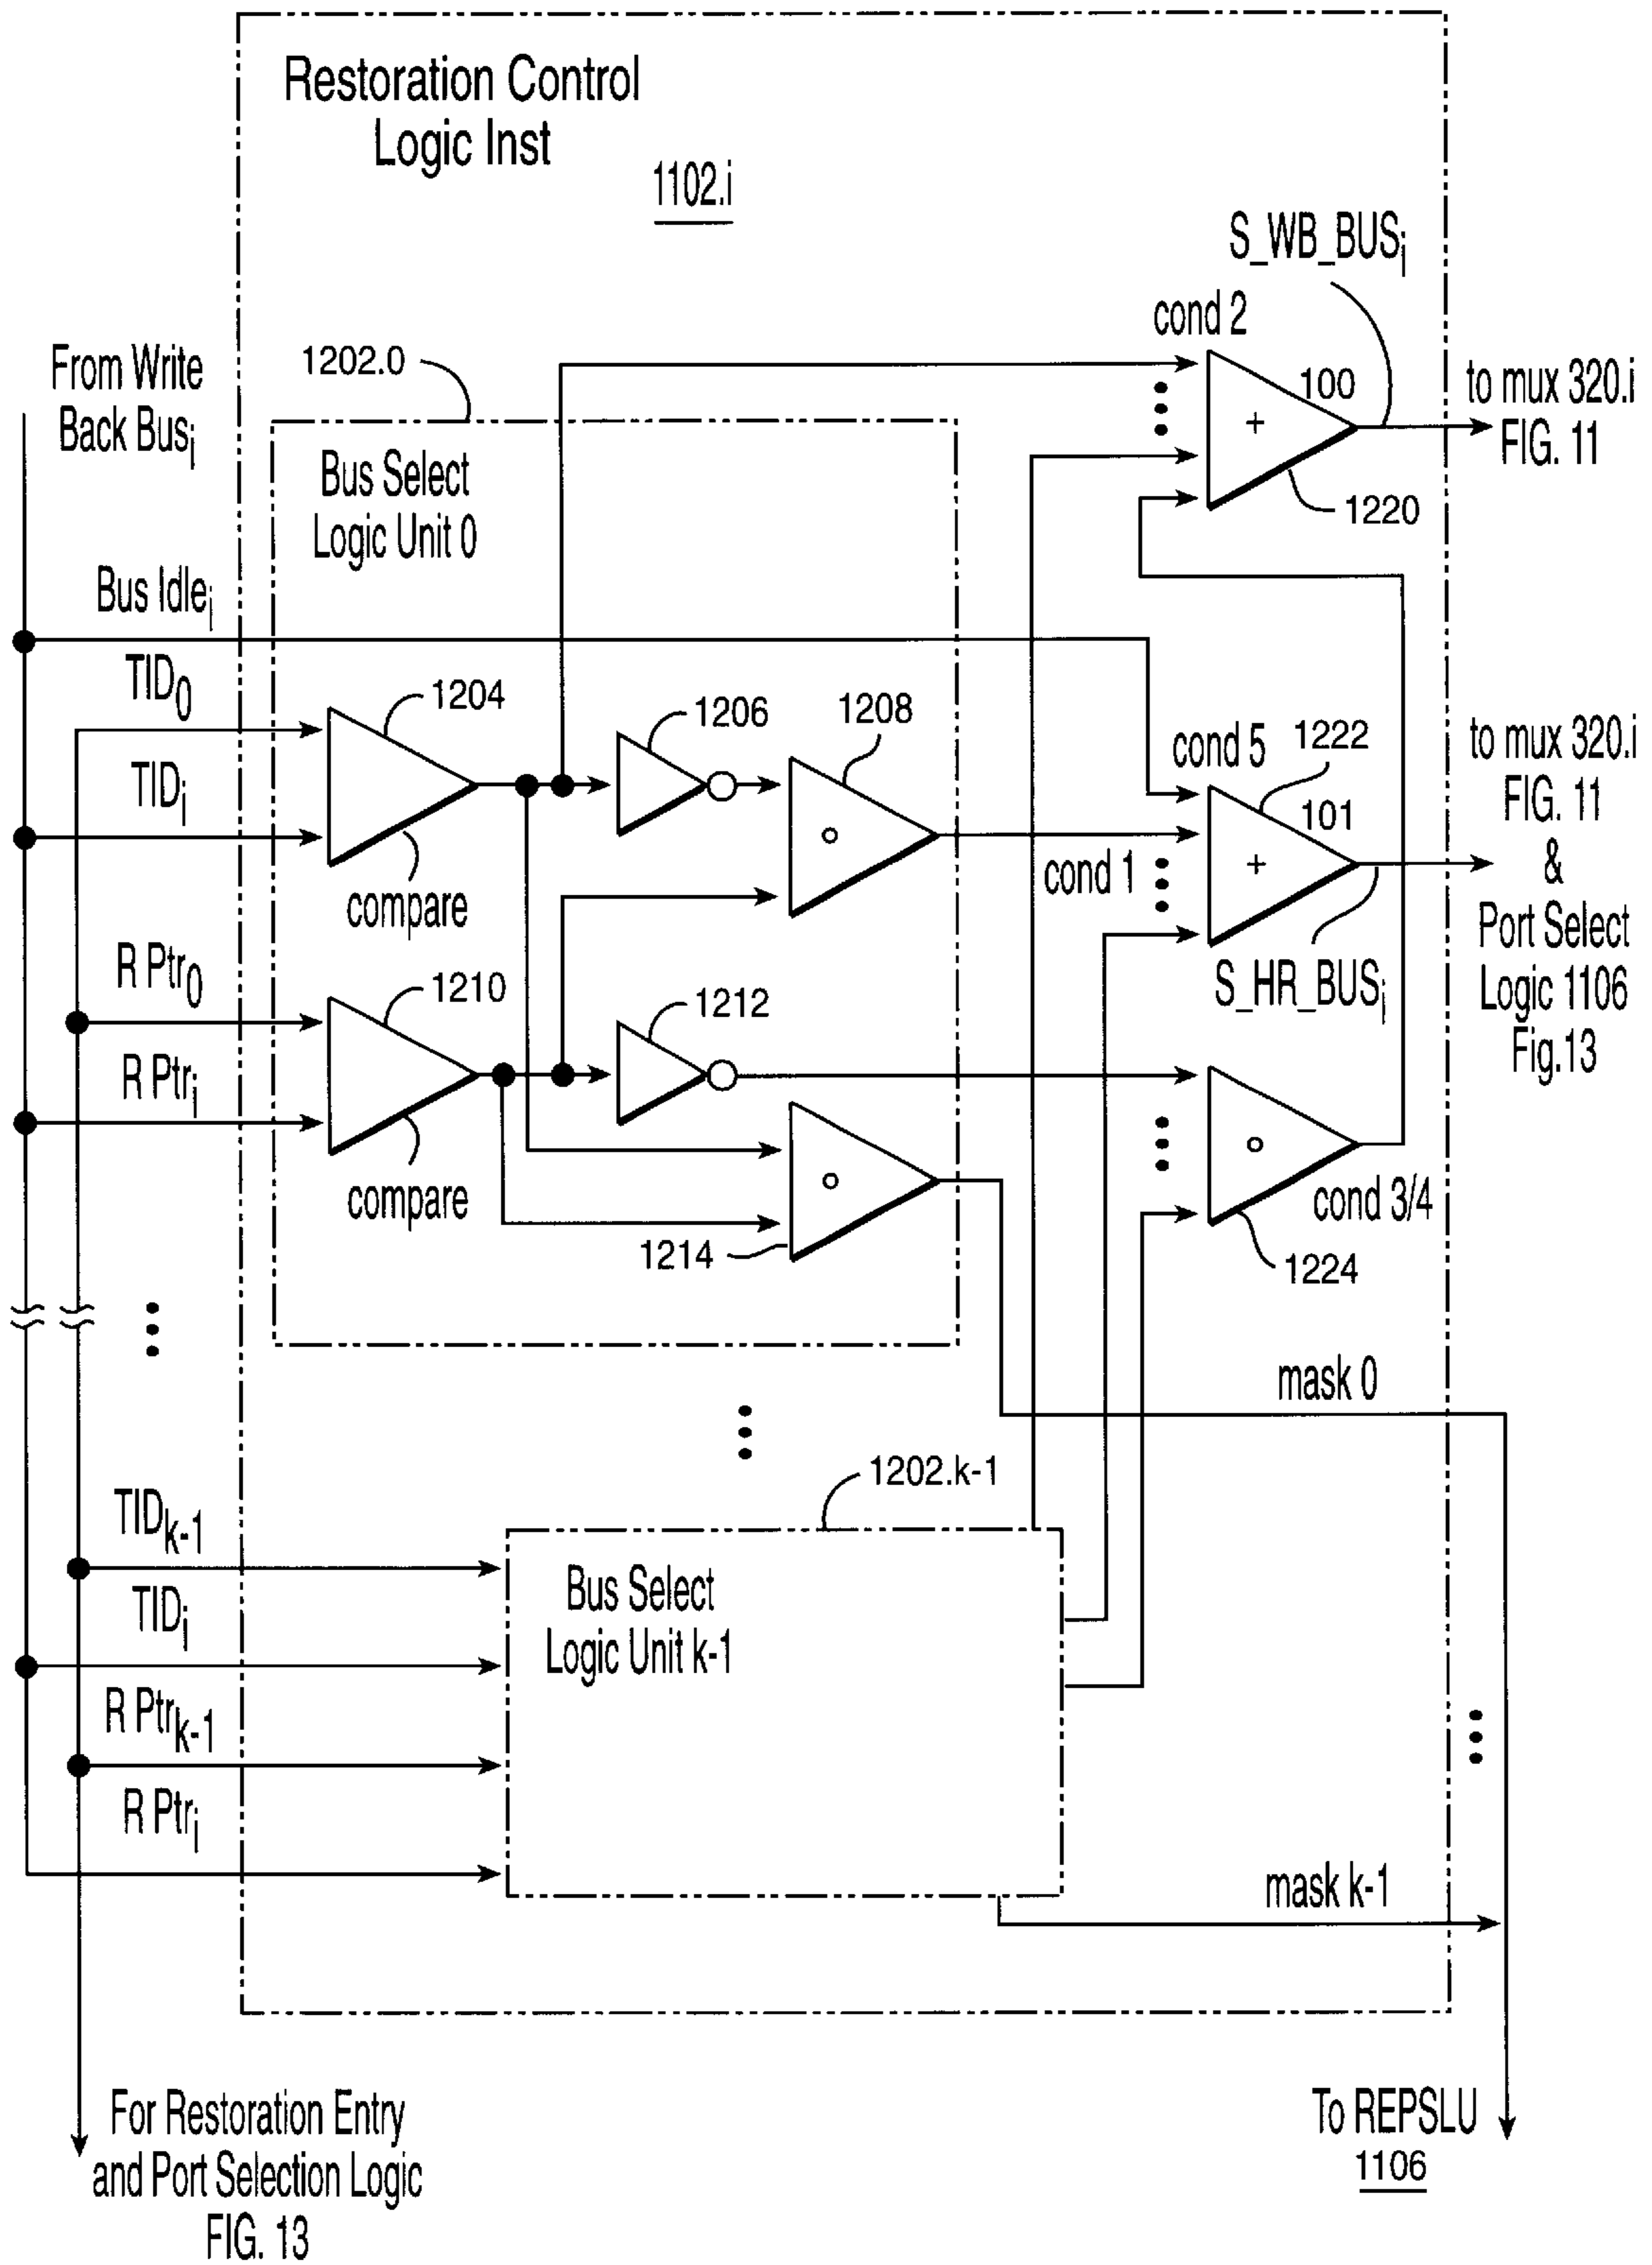 Restoration Control
Logic Inst
1102.i
S_WB_BUSi
cond 2
From Write
Back Busi
1202.0
100
+
to mux 320.i
FIG. 11
Bus Select
Logic Unit 0
1220
Bus Idlei
TID0
1204
1206
1208
cond 5
1222
to mux 320.i
FIG. 11
&
Port Select
Logic 1106
Fig.13
TIDi
101
+
compare
cond 1
R Ptr0
1210
1212
S_HR_BUSi
R Ptri
compare
1214
cond 3/4
1224
mask 0
1202.k-1
TIDk-1
Bus Select
Logic Unit k-1
TIDi
R Ptrk-1
R Ptri
mask k-1
For Restoration Entry
and Port Selection Logic
FIG. 13
To REPSLU
1106